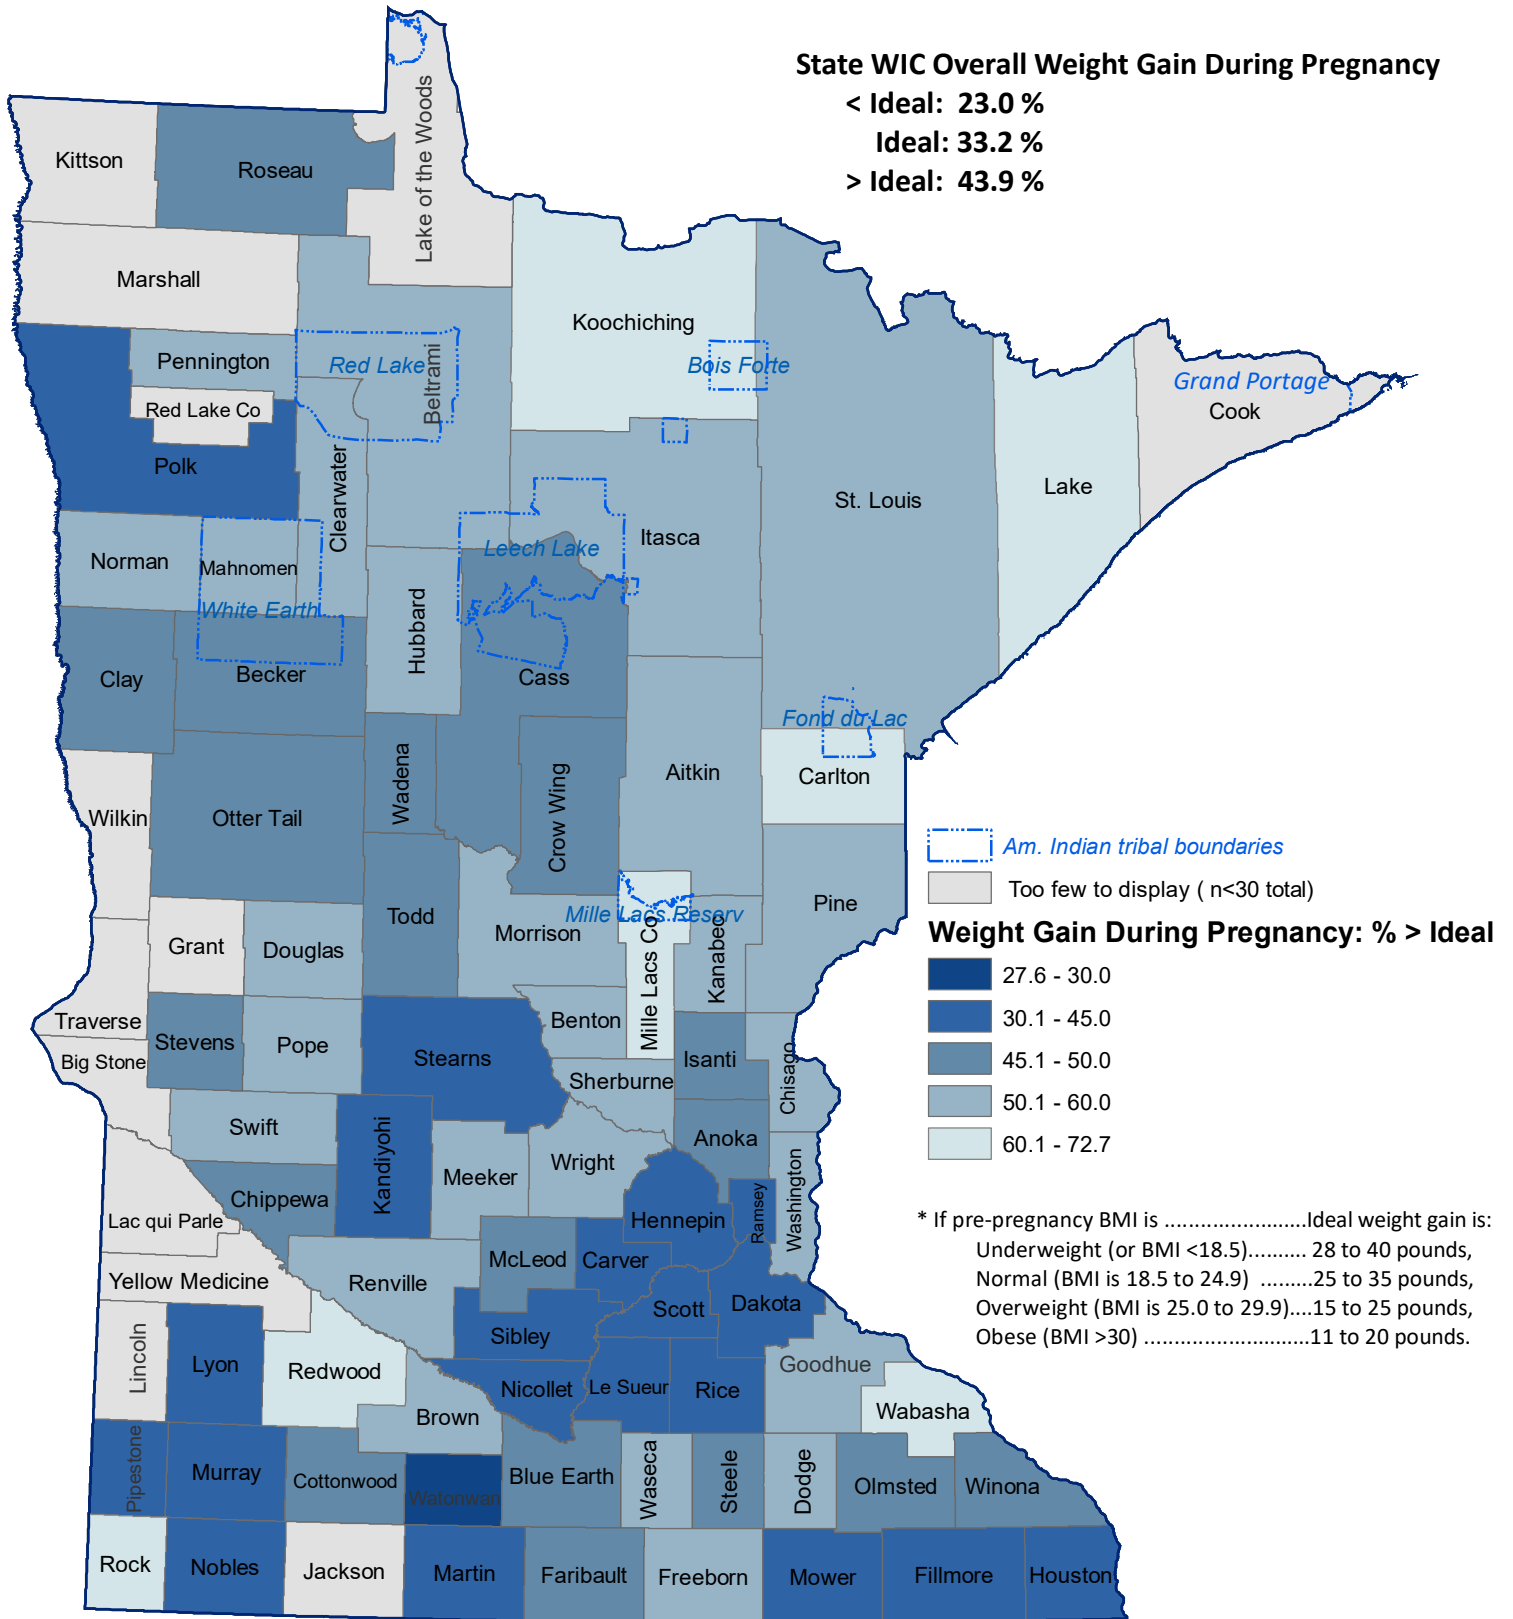 State WIC Overall Weight Gain During Pregnancy
< Ideal: 23.0 %
Ideal: 33.2 %
> Ideal: 43.9 %
Kittson
Roseau
Lake of the Woods
Marshall
Koochiching
Pennington
Red Lake
Beltrami
Bois Forte
Grand Portage
Cook
Red Lake Co
Polk
Clearwater
St. Louis
Lake
Norman
Mahnomen
White Earth
Leech Lake
Itasca
Hubbard
Clay
Becker
Cass
Fond du Lac
Carlton
Wadena
Crow Wing
Aitkin
Wilkin
Otter Tail
Am. Indian tribal boundaries
Too few to display ( n<30 total)
Todd
Morrison
Mille Lacs Reserv
Mille Lacs Co
Kanabec
Pine
Grant
Douglas
Weight Gain During Pregnancy: % > Ideal
27.6 - 30.0
30.1 - 45.0
45.1 - 50.0
50.1 - 60.0
60.1 - 72.7
Traverse
Big Stone
Stevens
Pope
Stearns
Benton
Isanti
Chisago
Sherburne
Swift
Kandiyohi
Meeker
Wright
Anoka
Washington
Chippewa
Lac qui Parle
Hennepin
Ramsey
* If pre-pregnancy BMI is .......................Ideal weight gain is:
Underweight (or BMI <18.5)......... 28 to 40 pounds,
Normal (BMI is 18.5 to 24.9) .........25 to 35 pounds,
Overweight (BMI is 25.0 to 29.9)....15 to 25 pounds,
Obese (BMI >30) ...........................11 to 20 pounds.
Yellow Medicine
Renville
McLeod
Carver
Scott
Dakota
Sibley
Lincoln
Lyon
Redwood
Brown
Nicollet
Le Sueur
Rice
Goodhue
Wabasha
Pipestone
Murray
Cottonwood
Watonwan
Blue Earth
Waseca
Steele
Dodge
Olmsted
Winona
Rock
Nobles
Jackson
Martin
Faribault
Freeborn
Mower
Fillmore
Houston